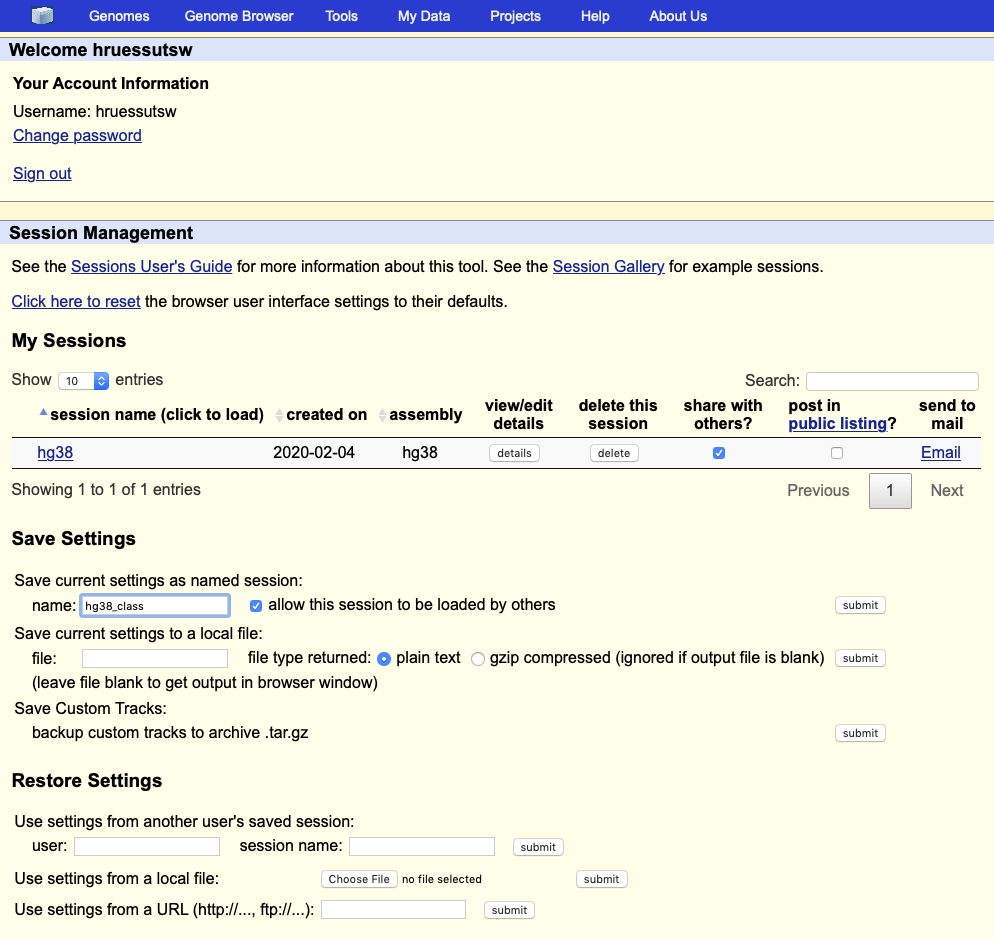 Genomes Genome Browser Tools My Data Projects Help About Us
Welcome hruessutsw
Your Account Information
Username: hruessutsw
Change password
Sign out
Session Management
See the Sessions User's Guide for more information about this tool. See the Session Gallery for example sessions.
Click here to reset the browser user interface settings to their defaults.
My Sessions
Show 10 entries Search:
session name (click to load) created on assembly view/edit details delete this session share with others? post in public listing? send to mail
hg38 2020-02-04 hg38 details delete Email
Showing 1 to 1 of 1 entries Previous 1 Next
Save Settings
Save current settings as named session:
name: hg38_class allow this session to be loaded by others submit
Save current settings to a local file:
file: file type returned: plain text gzip compressed (ignored if output file is blank) submit
(leave file blank to get output in browser window)
Save Custom Tracks:
backup custom tracks to archive .tar.gz submit
Restore Settings
Use settings from another user's saved session:
user: session name: submit
Use settings from a local file: Choose File no file selected submit
Use settings from a URL (http://..., ftp://...): submit